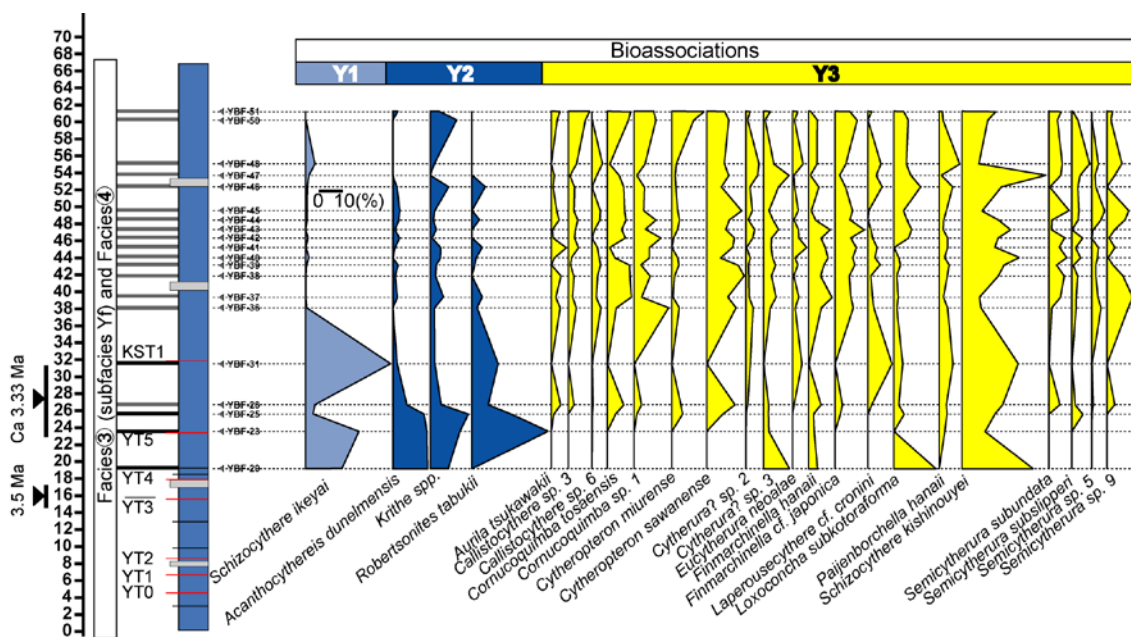 Bioassociations
Y1 Y2 Y3
70
68
66
64
62
60
58
56
54
52
50
48
46
44
42
40
38
36
34
32
30
28
26
24
22
20
18
16
14
12
10
8
6
4
2
0
Ca 3.33 Ma
3.5 Ma
Facies③ (subfacies Yf) and Facies④
KST1
YT5
YT4
YT3
YT2
YT1
YT0
YBF-51
YBF-50
YBF-48
YBF-47
YBF-46
YBF-45
YBF-44
YBF-43
YBF-42
YBF-41
YBF-40
YBF-39
YBF-38
YBF-37
YBF-36
YBF-31
YBF-26
YBF-25
YBF-23
YBF-20
0 10(%)
Schizocythere ikeyai
Acanthocythereis dunelmensis
Krithe spp.
Robertsonites tabukii
Aurila tsukawakii
Callistocythere sp. 3
Callistocythere sp. 6
Cornucoquimba tosaensis
Cornucoquimba sp. 1
Cytheropteron miurense
Cytheropteron sawanense
Cytherura? sp. 2
Cytherura? sp. 3
Eucytherura neoalae
Finmarchinella hanaii
Finmarchinella cf. japonica
Laperousecythere cf. cronini
Loxoconcha subkotoraforma
Paijenborchella hanaii
Schizocythere kishinouyei
Semicytherura subundata
Semicytherura subslipperi
Semicytherura sp. 5
Semicytherura sp. 9